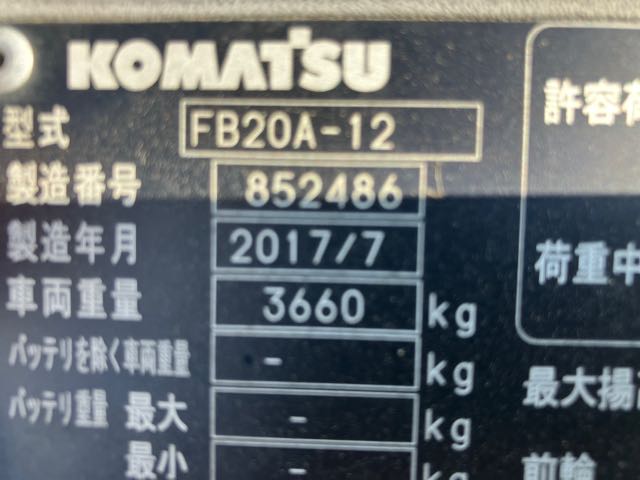 KOMATSU
型式 FB20A-12
製造番号 852486
製造年月 2017/7
車両重量 3660 kg
バッテリを除く車両重量 - kg
バッテリ重量 最大 - kg
最小 - kg
許容荷
荷重中
最大揚
前輪